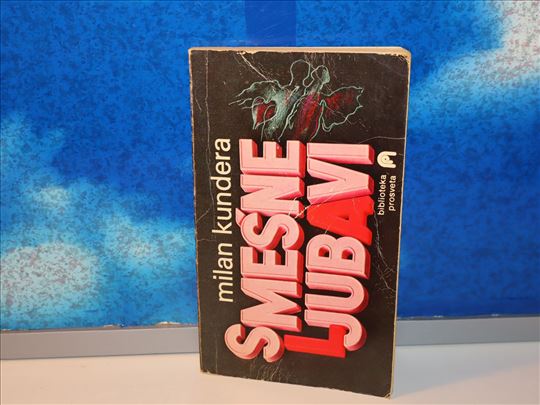 milan kundera
SMEŠNE
LJUBAVI
biblioteka
prosveta